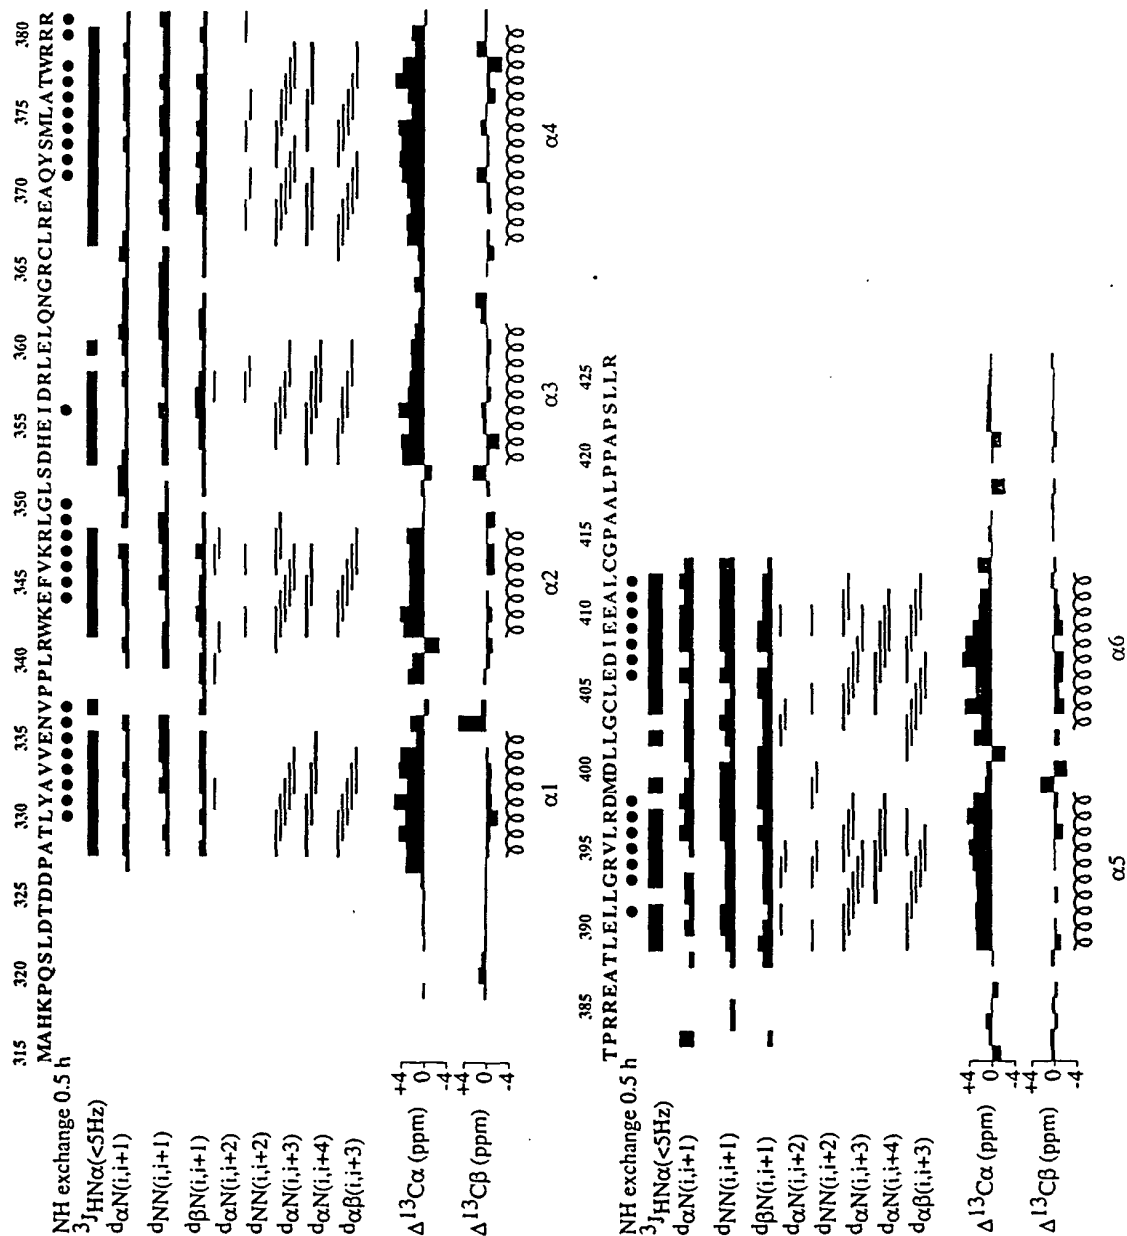 315 320 325 330 335 340 345 350 355 360 365 370 375 380
MAHKPQSLDTDDPATLYAVVENVPPLRWKEFVKRLGLSDHEIDRLELQNGRCLREAQYSMLATWRRR
NH exchange 0.5 h
³JHNα(<5Hz)
dαN(i,i+1)
dNN(i,i+1)
dβN(i,i+1)
dαN(i,i+2)
dNN(i,i+2)
dαN(i,i+3)
dαN(i,i+4)
dαβ(i,i+3)
Δ¹³Cα (ppm) +4 0 -4
Δ¹³Cβ (ppm) +4 0 -4
α1 α2 α3 α4
385 390 395 400 405 410 415 420 425
TPRREATLELLGRVLRDMDLLGCLEDIEEALCGPAALPPAPSLLR
NH exchange 0.5 h
³JHNα(<5Hz)
dαN(i,i+1)
dNN(i,i+1)
dβN(i,i+1)
dαN(i,i+2)
dNN(i,i+2)
dαN(i,i+3)
dαN(i,i+4)
dαβ(i,i+3)
Δ¹³Cα (ppm) +4 0 -4
Δ¹³Cβ (ppm) +4 0 -4
α5 α6